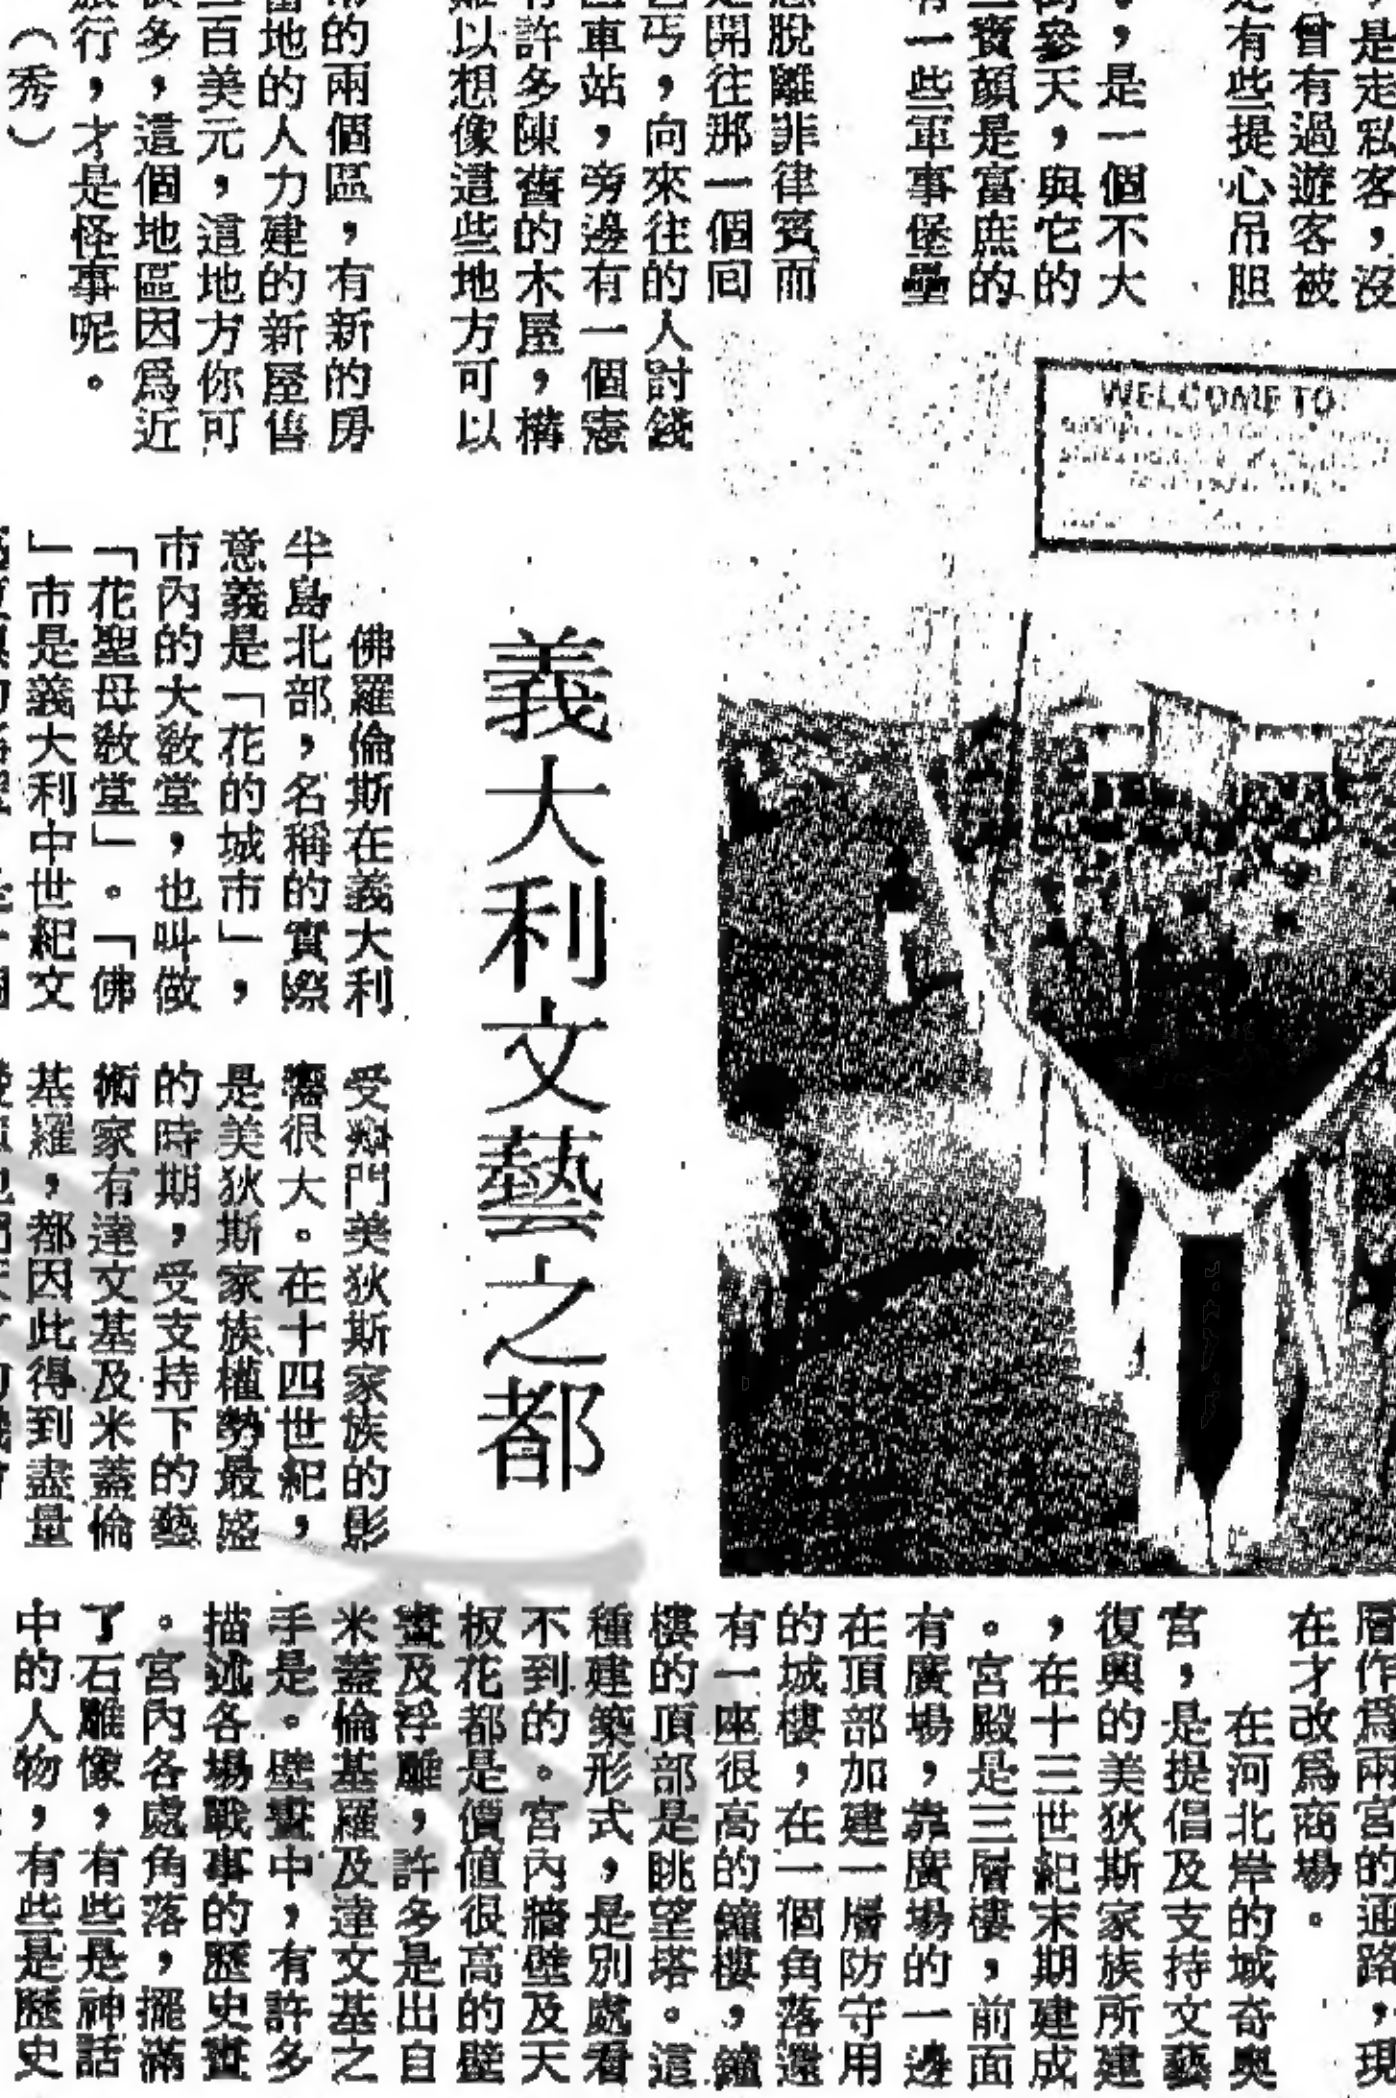 ，是走私客，沒
曾有過遊客被
是有些提心吊胆
，是一個不大
參天，與它的
三寶顏是富庶的
有一些軍事堡壘
脫離菲律賓而
是開往那一個回
丐，向來往的人討錢
車站，旁邊有一個憲
有許多陳舊的木屋，構
難以想像這些地方可以
的兩個區，有新的房
當地的人力建的新屋售
百美元，這地方你可
很多，這個地區因爲近
旅行，才是怪事呢。
（秀）
WELCOME TO
義大利文藝之都
佛羅倫斯在義大利
半島北部，名稱的實際
意義是「花的城市」，
市內的大敎堂，也叫做
「花聖母敎堂」。「佛
」市是義大利中世紀文
受豪門美狄斯家族的影
響很大。在十四世紀，
是美狄斯家族權勢最盛
的時期，受支持下的藝
術家有達文基及米蓋倫
基羅，都因此得到盡量
層作爲兩宮的通路，現
在才改爲商場。
在河北岸的城奇奧
宮，是提倡及支持文藝
復興的美狄斯家族所建
，在十三世紀末期建成
。宮殿是三層樓，前面
有廣場，靠廣場的一邊
在頂部加建一層防守用
的城樓，在一個角落還
有一座很高的鐘樓，鐘
樓的頂部是眺望塔。這
種建築形式，是別處看
不到的。宮內牆壁及天
板花都是價値很高的壁
畫及浮雕，許多是出自
米蓋倫基羅及達文基之
手是。壁畫中，有許多
描述各場戰事的歷史畫
。宮內各處角落，擺滿
了石雕像，有些是神話
中的人物，有些是歷史